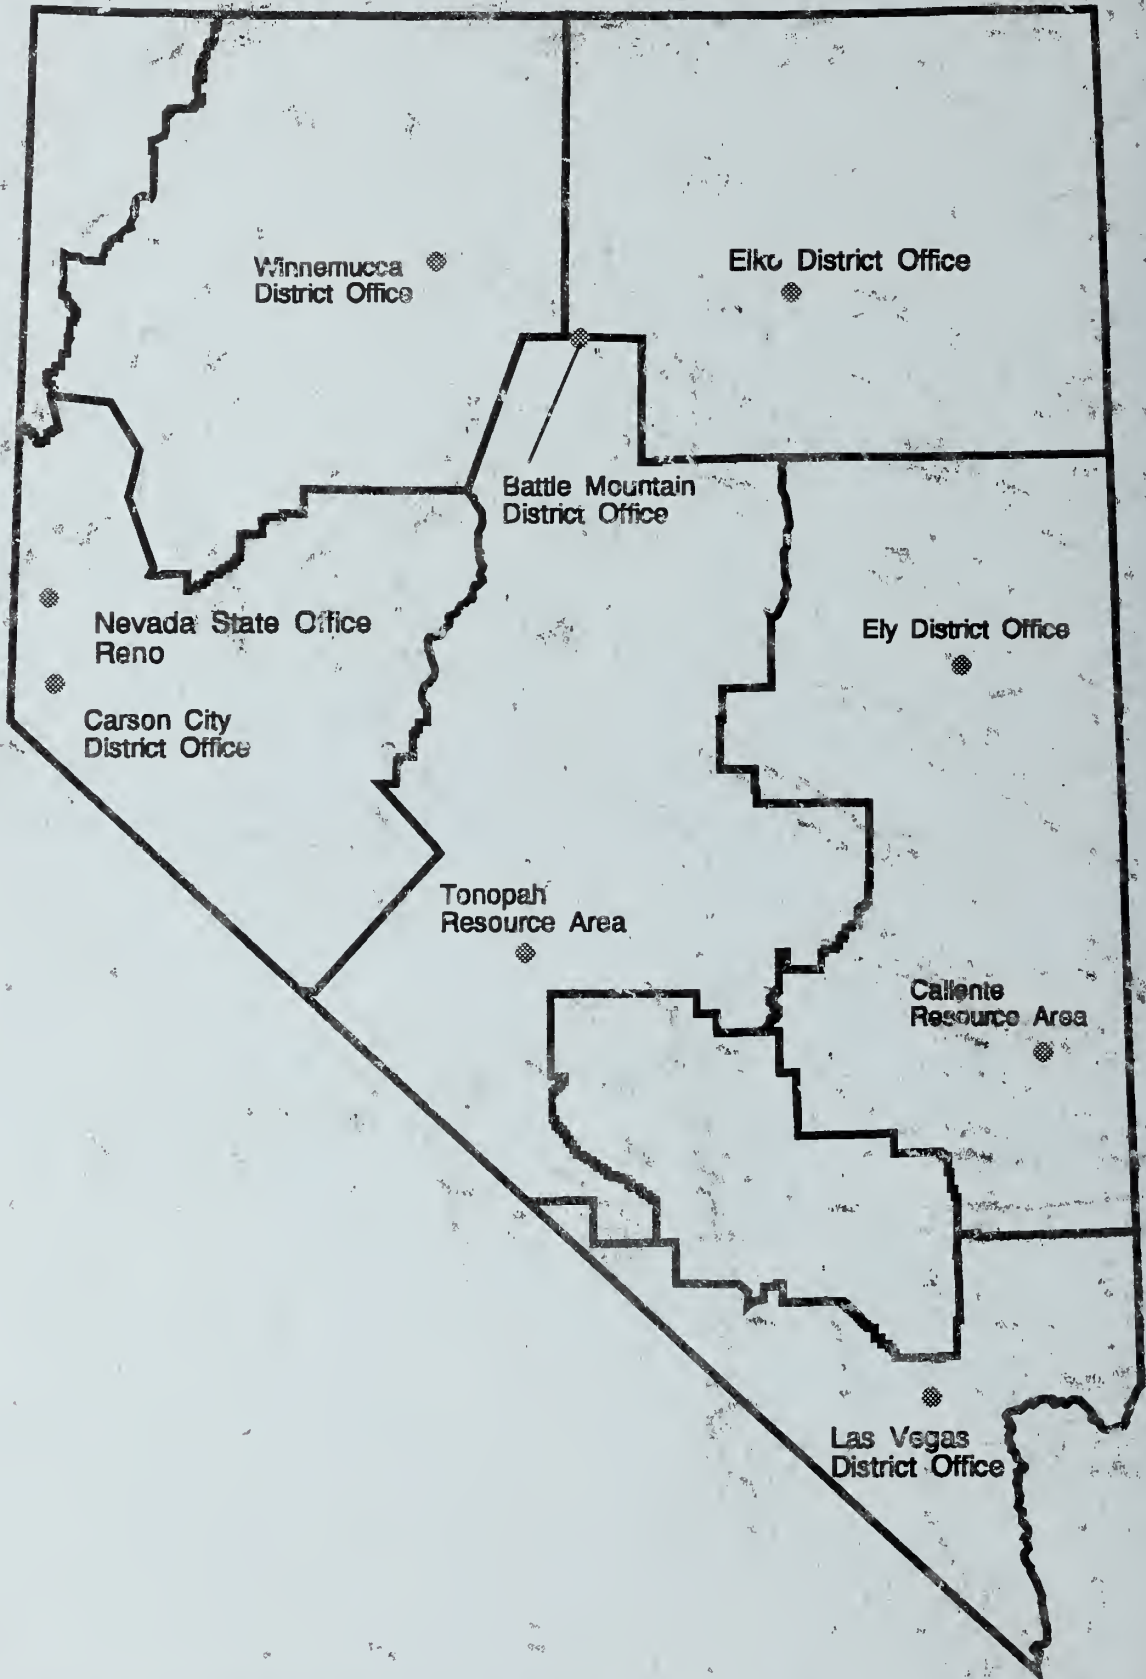 Winnemucca
District Office
Elko District Office
Battle Mountain
District Office
Nevada State Office
Reno
Ely District Office
Carson City
District Office
Tonopah
Resource Area
Caliente
Resource Area
Las Vegas
District Office